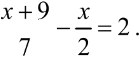 (x + 9)/7 − x/2 = 2.